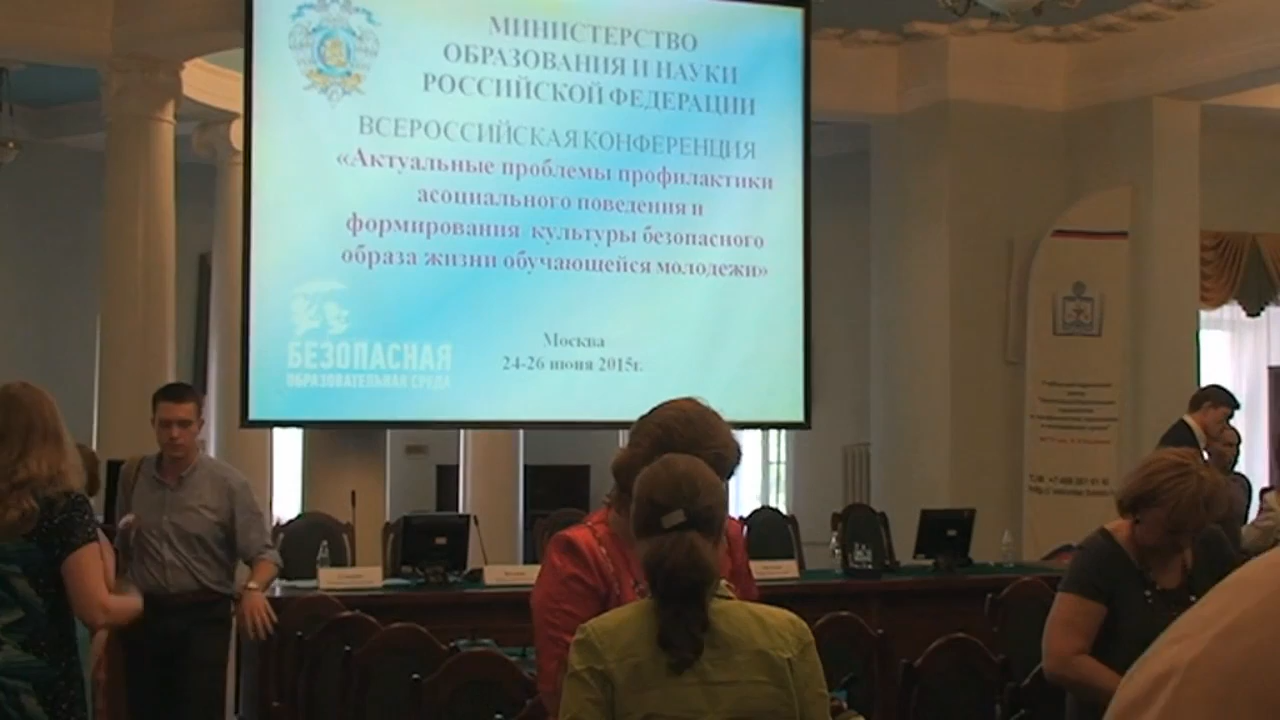 МИНИСТЕРСТВО
ОБРАЗОВАНИЯ И НАУКИ
РОССИЙСКОЙ ФЕДЕРАЦИИ
ВСЕРОССИЙСКАЯ КОНФЕРЕНЦИЯ
«Актуальные проблемы профилактики
асоциального поведения и
формирования культуры безопасного
образа жизни обучающейся молодежи»
Москва
24-26 июня 2015г.
БЕЗОПАСНАЯ
ОБРАЗОВАТЕЛЬНАЯ СРЕДА